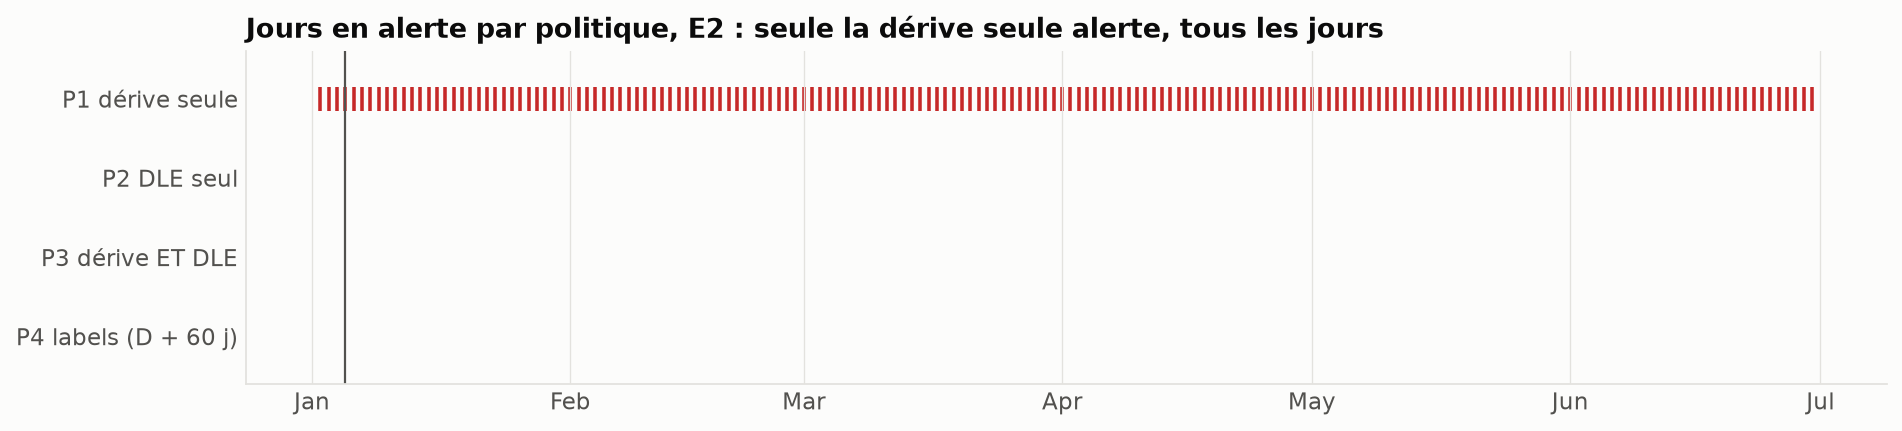 Jours en alerte par politique, E2 : seule la dérive seule alerte, tous les jours
P1 dérive seule
P2 DLE seul
P3 dérive ET DLE
P4 labels (D + 60 j)
Jan Feb Mar Apr May Jun Jul